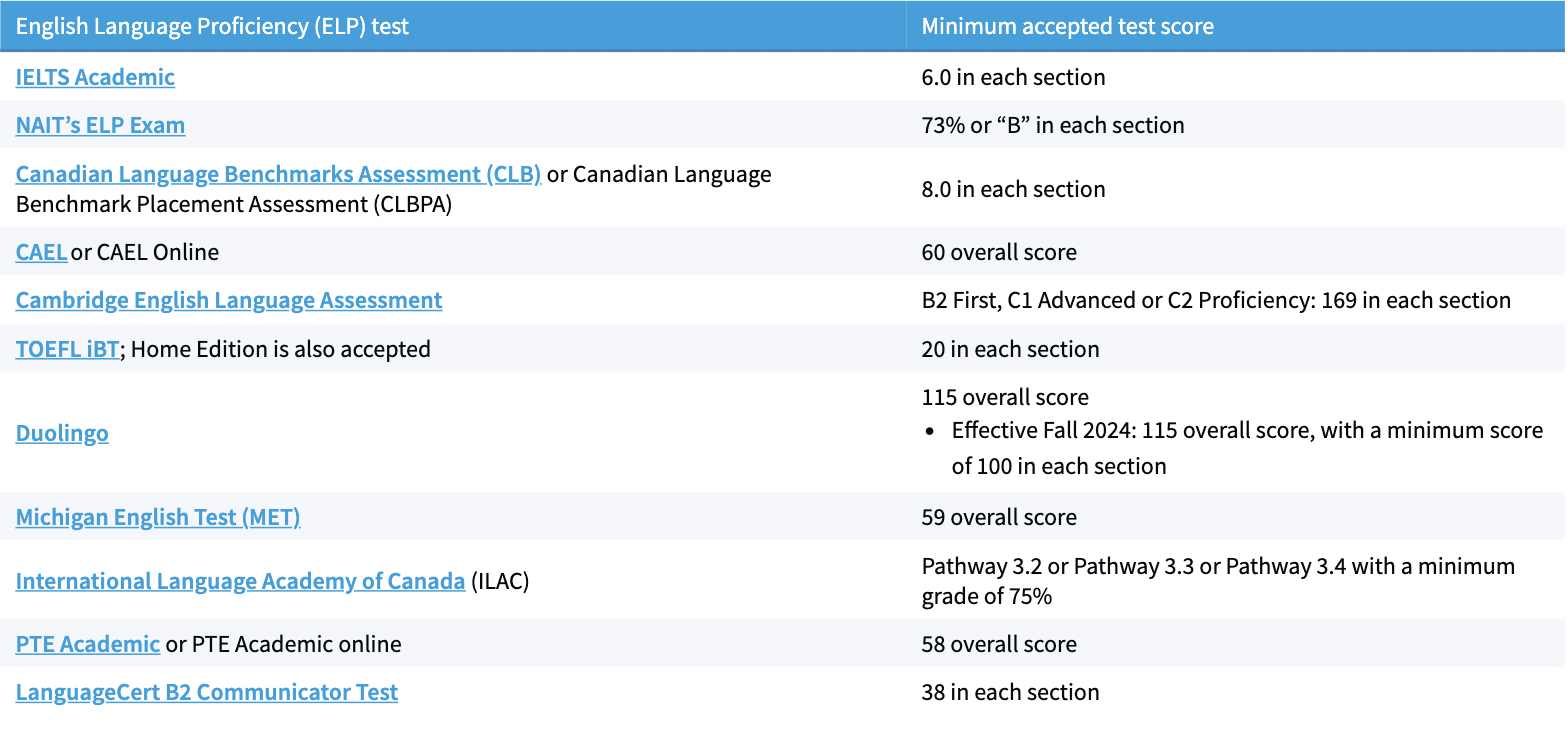 English Language Proficiency (ELP) test
Minimum accepted test score
IELTS Academic
6.0 in each section
NAIT’s ELP Exam
73% or “B” in each section
Canadian Language Benchmarks Assessment (CLB) or Canadian Language
Benchmark Placement Assessment (CLBPA)
8.0 in each section
CAEL or CAEL Online
60 overall score
Cambridge English Language Assessment
B2 First, C1 Advanced or C2 Proficiency: 169 in each section
TOEFL iBT; Home Edition is also accepted
20 in each section
Duolingo
115 overall score
• Effective Fall 2024: 115 overall score, with a minimum score
of 100 in each section
Michigan English Test (MET)
59 overall score
International Language Academy of Canada (ILAC)
Pathway 3.2 or Pathway 3.3 or Pathway 3.4 with a minimum
grade of 75%
PTE Academic or PTE Academic online
58 overall score
LanguageCert B2 Communicator Test
38 in each section